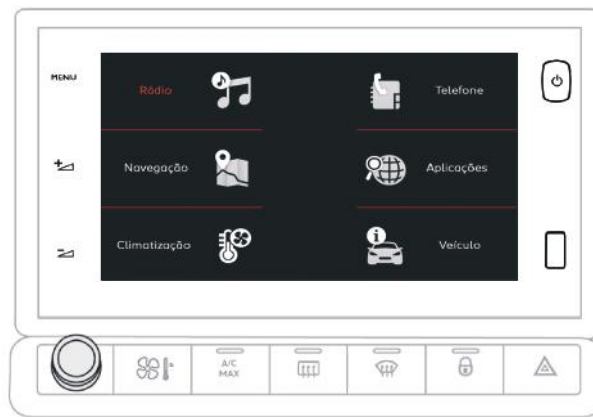 MENU
Rádio
Telefone
Navegação
Aplicações
Climatização
Veículo
A/C
MAX